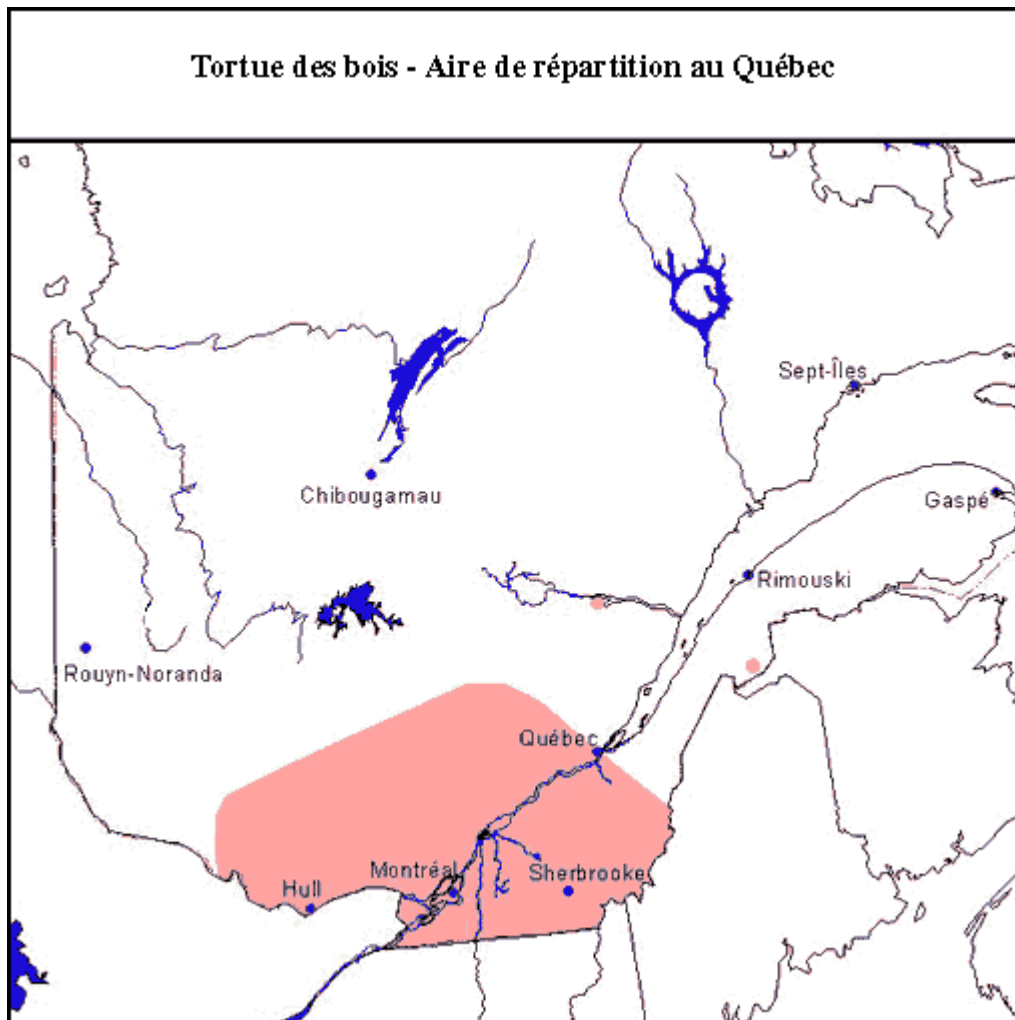 Tortue des bois - Aire de répartition au Québec
Sept-Îles
Chibougamau
Gaspé
Rimouski
Rouyn-Noranda
Québec
Montréal
Sherbrooke
Hull